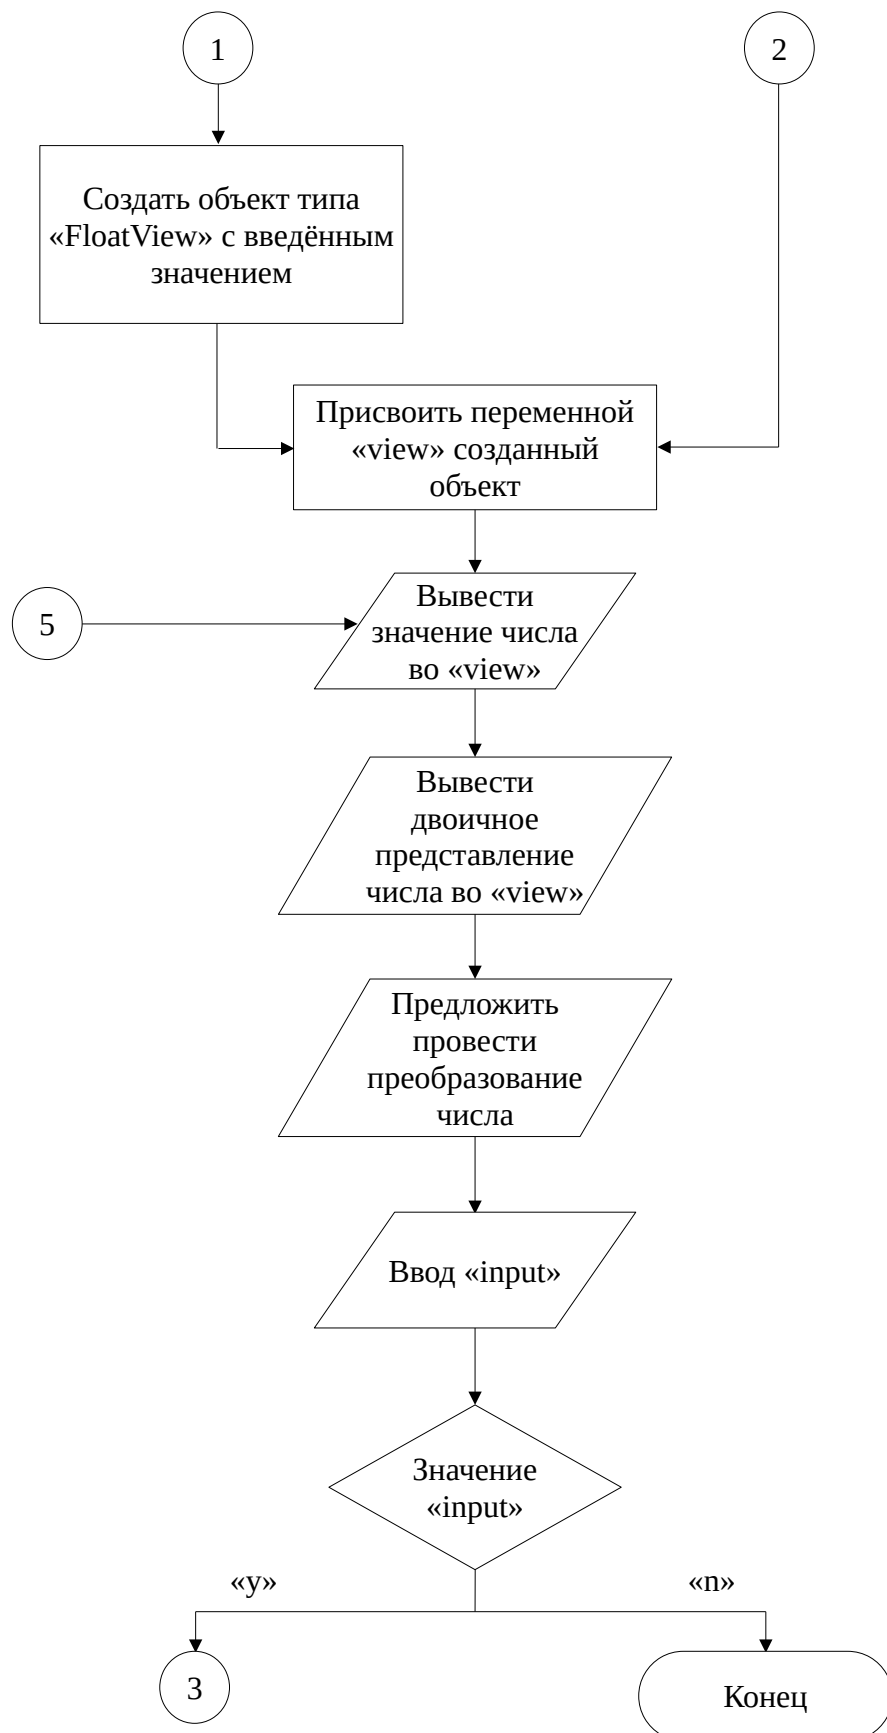 1
2
Создать объект типа
«FloatView» с введённым
значением
Присвоить переменной
«view» созданный
объект
5
Вывести
значение числа
во «view»
Вывести
двоичное
представление
числа во «view»
Предложить
провести
преобразование
числа
Ввод «input»
Значение
«input»
«y»
«n»
3
Конец